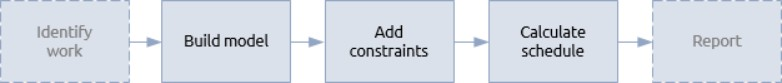 Identify
work
Build model
Add
constraints
Calculate
schedule
Report